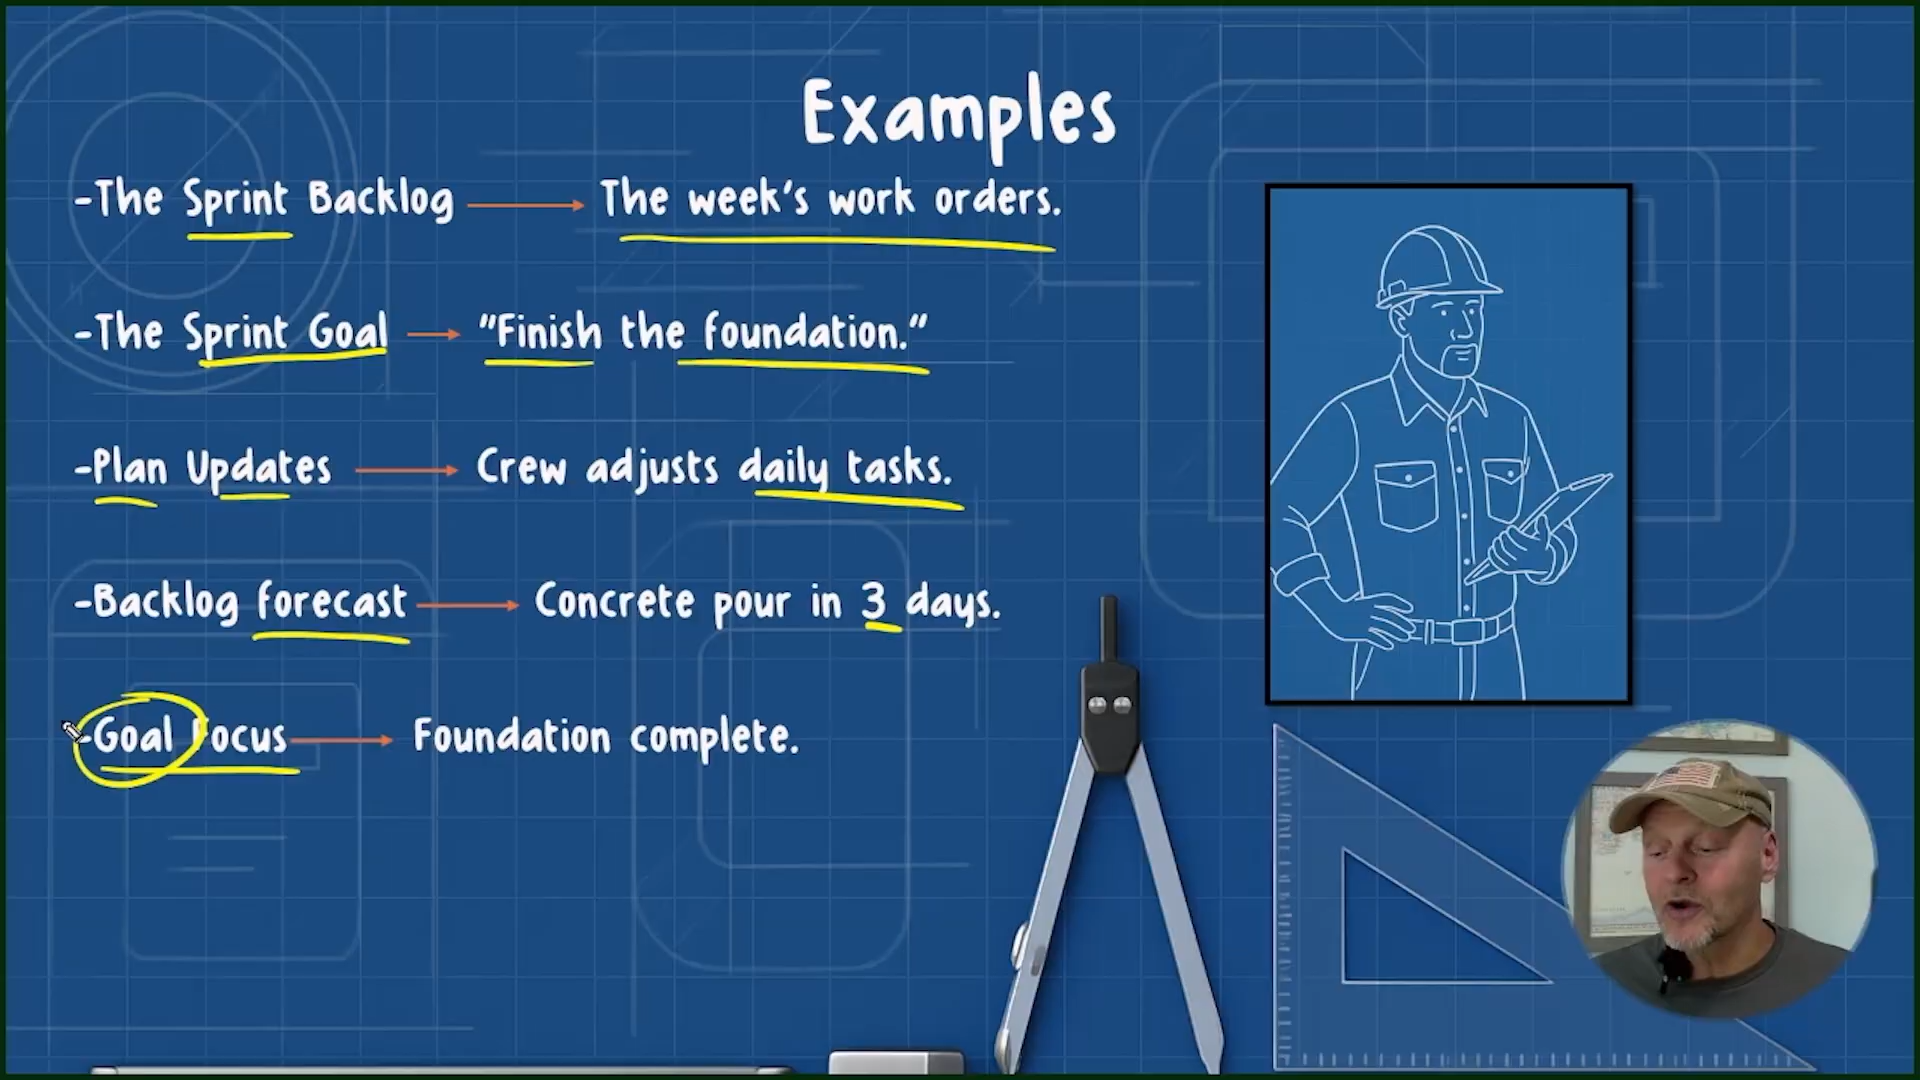 Examples
-The Sprint Backlog The week's work orders.
-The Sprint Goal "Finish the foundation."
-Plan Updates Crew adjusts daily tasks.
-Backlog forecast Concrete pour in 3 days.
-Goal Focus Foundation complete.